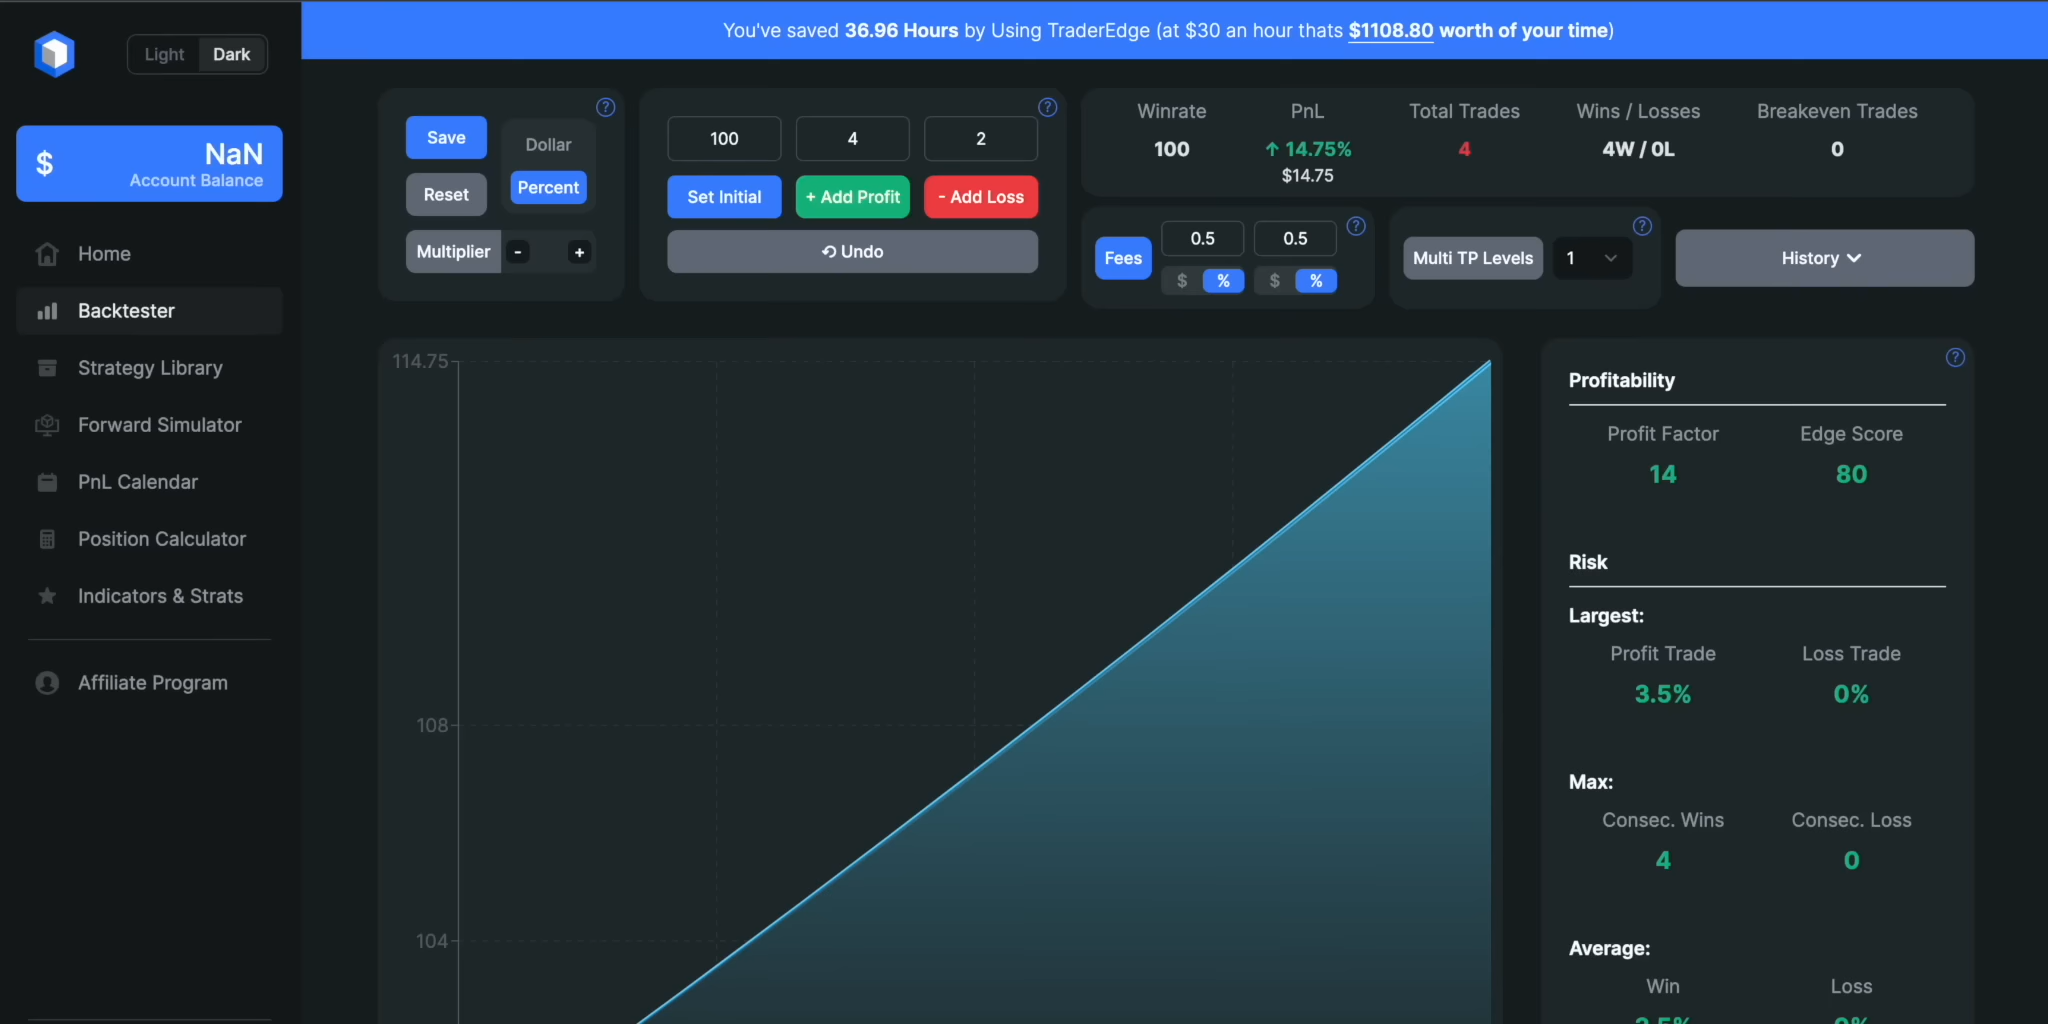 You've saved 36.96 Hours by Using TraderEdge (at $30 an hour thats $1108.80 worth of your time)
Light Dark
$ NaN
Account Balance
Home
Backtester
Strategy Library
Forward Simulator
PnL Calendar
Position Calculator
Indicators & Strats
Affiliate Program
Save
Reset
Dollar
Percent
Multiplier - +
100 4 2
Set Initial + Add Profit - Add Loss
⟲ Undo
Winrate PnL Total Trades Wins / Losses Breakeven Trades
100 ↑ 14.75% 4 4W / 0L 0
$14.75
Fees
0.5 0.5
$ % $ %
Multi TP Levels 1
History
114.75
108
104
Profitability
Profit Factor Edge Score
14 80
Risk
Largest:
Profit Trade Loss Trade
3.5% 0%
Max:
Consec. Wins Consec. Loss
4 0
Average:
Win Loss
3.5% 0%